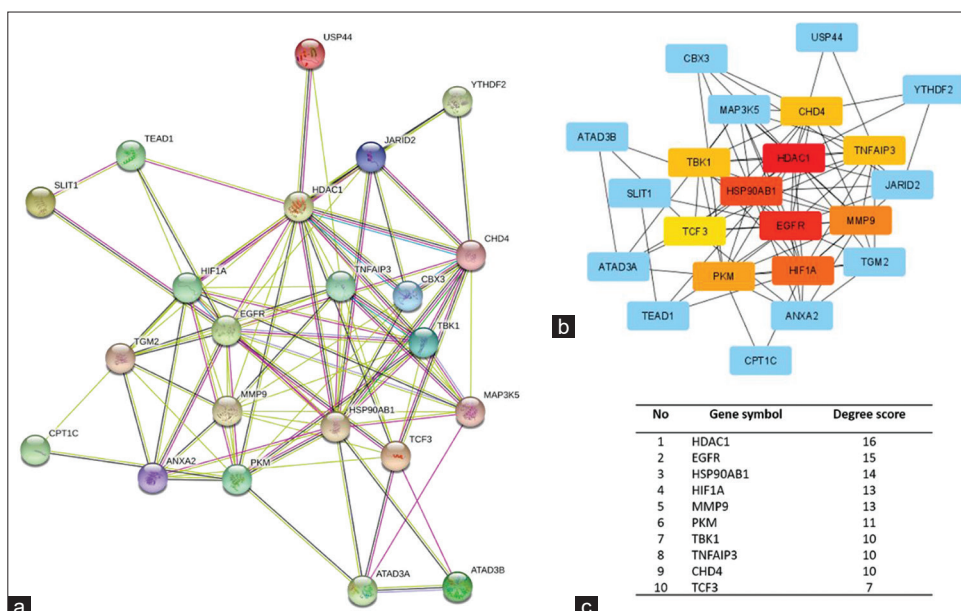 USP44
YTHDF2
TEAD1
JARID2
SLIT1
HDAC1
CHD4
HIF1A
TNFAIP3
CBX3
EGFR
TBK1
TGM2
MMP9
HSP90AB1
MAP3K5
CPT1C
TCF3
ANXA2
PKM
ATAD3A
ATAD3B
a
USP44
CBX3
YTHDF2
MAP3K5
CHD4
ATAD3B
TNFAIP3
TBK1
HDAC1
SLIT1
HSP90AB1
JARID2
TCF3
EGFR
MMP9
ATAD3A
PKM
HIF1A
TGM2
TEAD1
ANXA2
CPT1C
b
No Gene symbol Degree score
1 HDAC1 16
2 EGFR 15
3 HSP90AB1 14
4 HIF1A 13
5 MMP9 13
6 PKM 11
7 TBK1 10
8 TNFAIP3 10
9 CHD4 10
10 TCF3 7
c